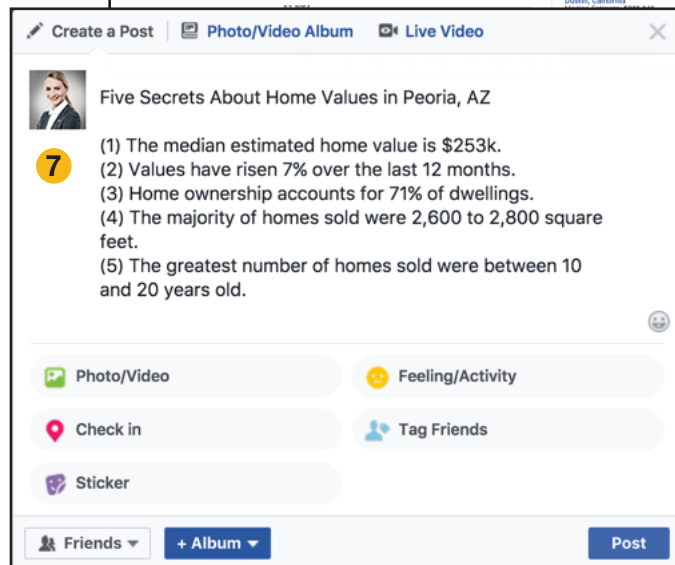 Create a Post
Photo/Video Album
Live Video
Five Secrets About Home Values in Peoria, AZ
7
(1) The median estimated home value is $253k.
(2) Values have risen 7% over the last 12 months.
(3) Home ownership accounts for 71% of dwellings.
(4) The majority of homes sold were 2,600 to 2,800 square
feet.
(5) The greatest number of homes sold were between 10
and 20 years old.
Photo/Video
Feeling/Activity
Check in
Tag Friends
Sticker
Friends
+ Album
Post